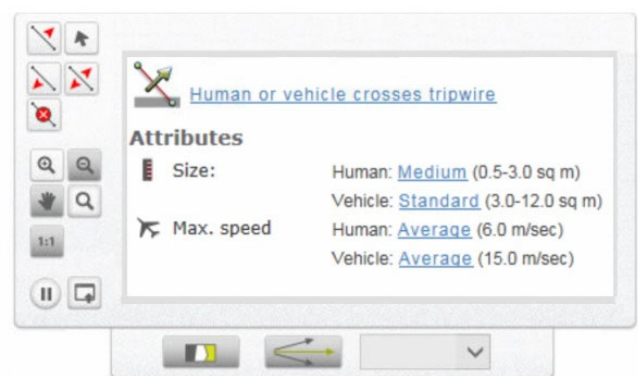 Human or vehicle crosses tripwire
Attributes
Size: Human: Medium (0.5-3.0 sq m)
Vehicle: Standard (3.0-12.0 sq m)
Max. speed Human: Average (6.0 m/sec)
Vehicle: Average (15.0 m/sec)
1:1